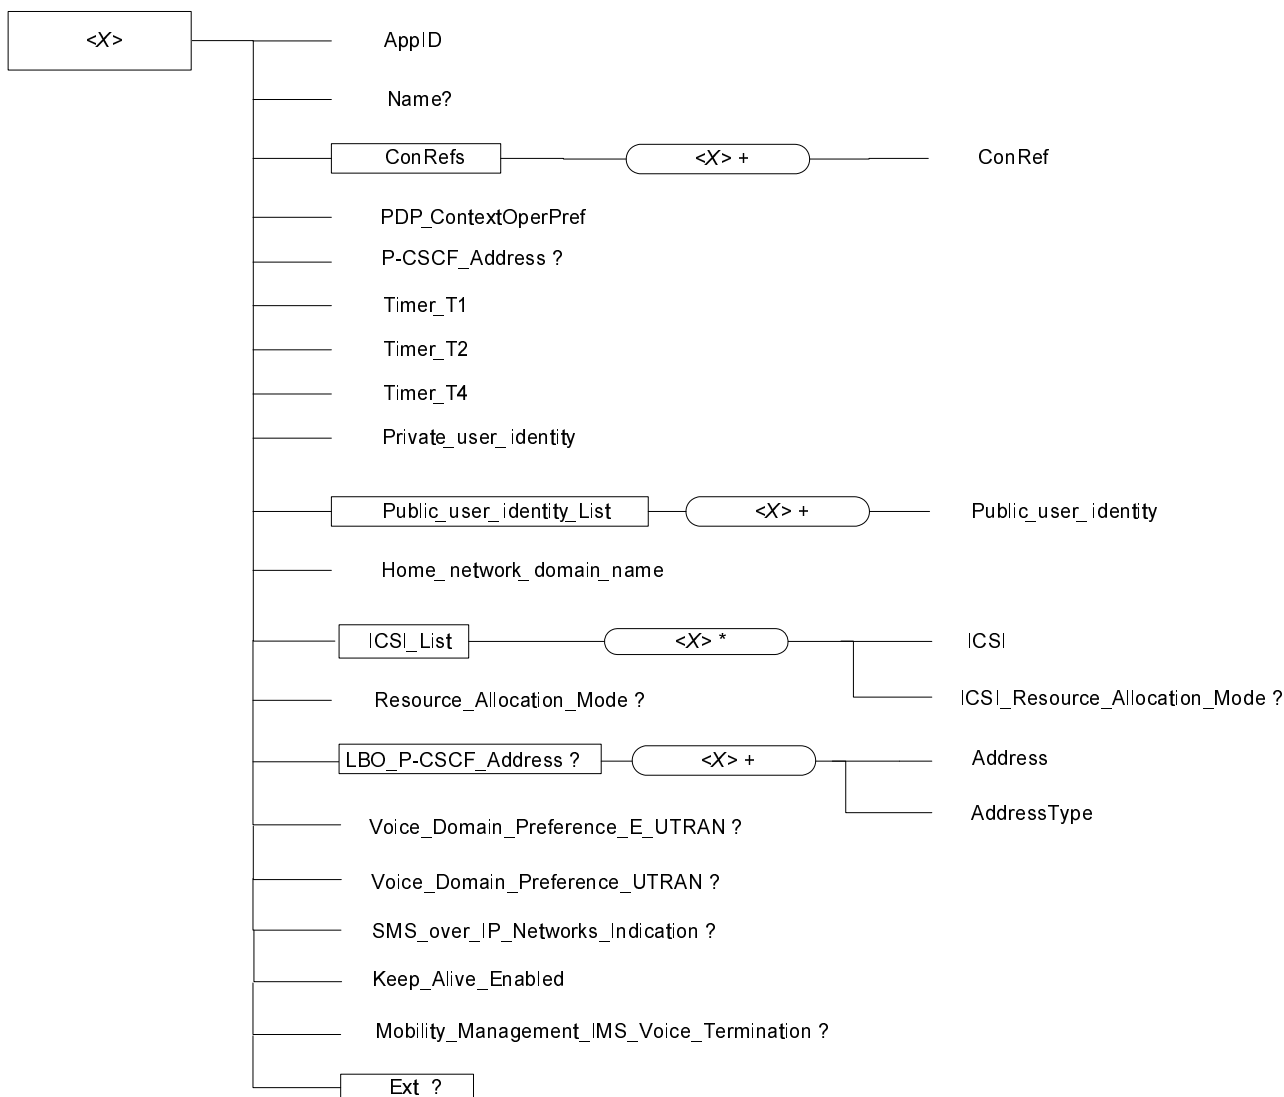 <X>
AppID
Name?
ConRefs <X> + ConRef
PDP_ContextOperPref
P-CSCF_Address ?
Timer_T1
Timer_T2
Timer_T4
Private_user_identity
Public_user_identity_List <X> + Public_user_identity
Home_network_domain_name
ICSI_List <X> * ICSI
Resource_Allocation_Mode ? ICSI_Resource_Allocation_Mode ?
LBO_P-CSCF_Address ? <X> + Address
AddressType
Voice_Domain_Preference_E_UTRAN ?
Voice_Domain_Preference_UTRAN ?
SMS_over_IP_Networks_Indication ?
Keep_Alive_Enabled
Mobility_Management_IMS_Voice_Termination ?
Ext ?